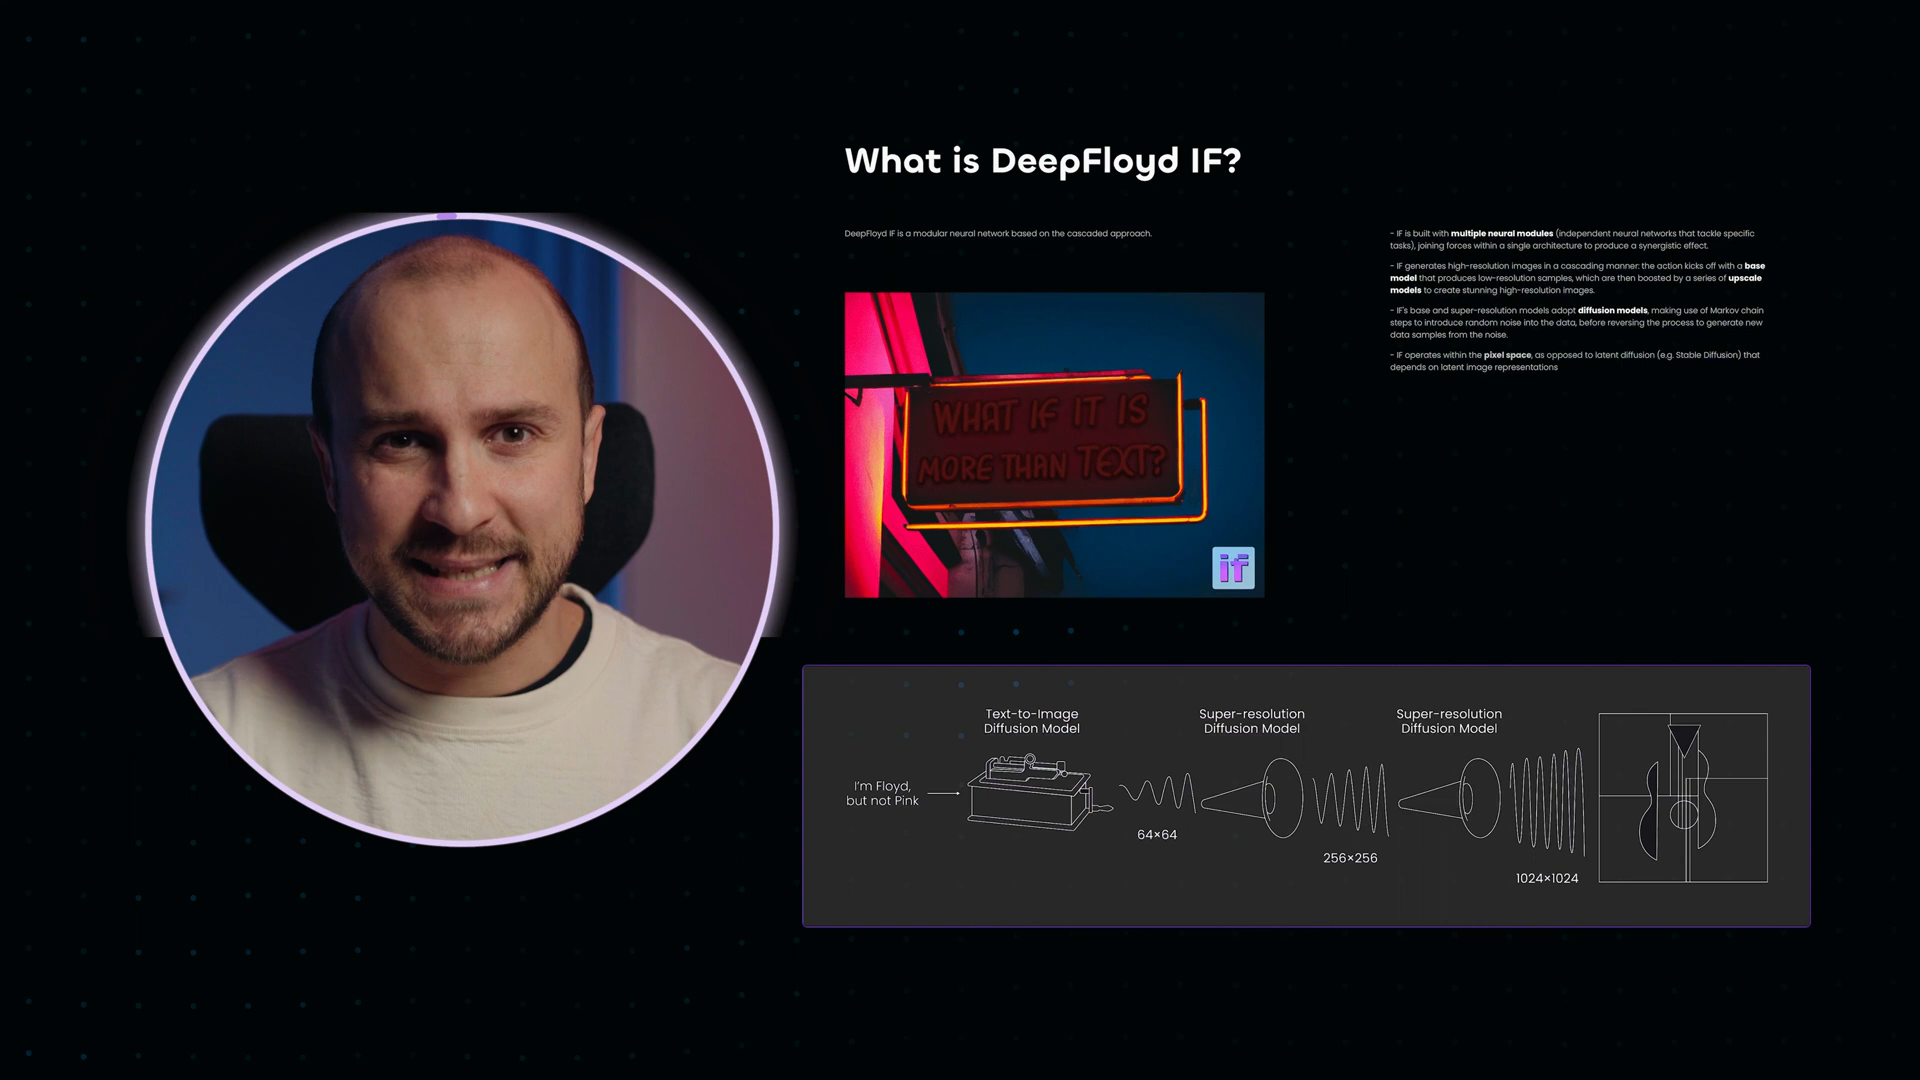 What is DeepFloyd IF?
DeepFloyd IF is a modular neural network based on the cascaded approach.
WHAT IF IT IS
MORE THAN TEXT?
if
- IF is built with multiple neural modules (independent neural networks that tackle specific
tasks), joining forces within a single architecture to produce a synergistic effect.
- IF generates high-resolution images in a cascading manner: the action kicks off with a base
model that produces low-resolution samples, which are then boosted by a series of upscale
models to create stunning high-resolution images.
- IF's base and super-resolution models adopt diffusion models, making use of Markov chain
steps to introduce random noise into the data, before reversing the process to generate new
data samples from the noise.
- IF operates within the pixel space, as opposed to latent diffusion (e.g. Stable Diffusion) that
depends on latent image representations
I'm Floyd,
but not Pink
Text-to-Image
Diffusion Model
64×64
Super-resolution
Diffusion Model
256×256
Super-resolution
Diffusion Model
1024×1024